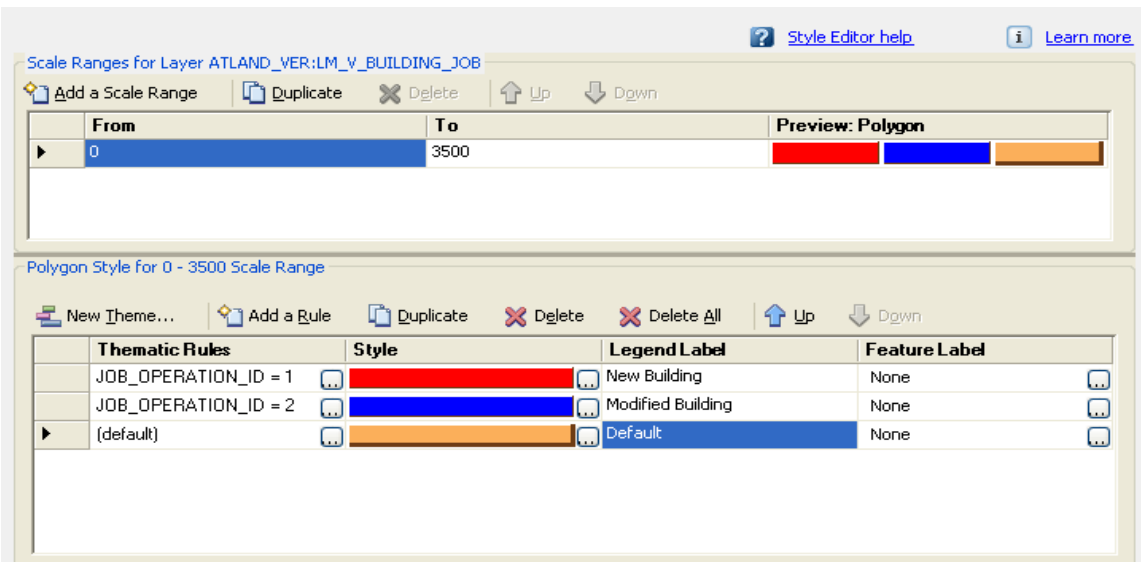 Style Editor help Learn more
Scale Ranges for Layer ATLAND_VER:LM_V_BUILDING_JOB
Add a Scale Range Duplicate Delete Up Down
From To Preview: Polygon
0 3500
Polygon Style for 0 - 3500 Scale Range
New Theme... Add a Rule Duplicate Delete Delete All Up Down
Thematic Rules Style Legend Label Feature Label
JOB_OPERATION_ID = 1 ... ... New Building None ...
JOB_OPERATION_ID = 2 ... ... Modified Building None ...
(default) ... ... Default None ...